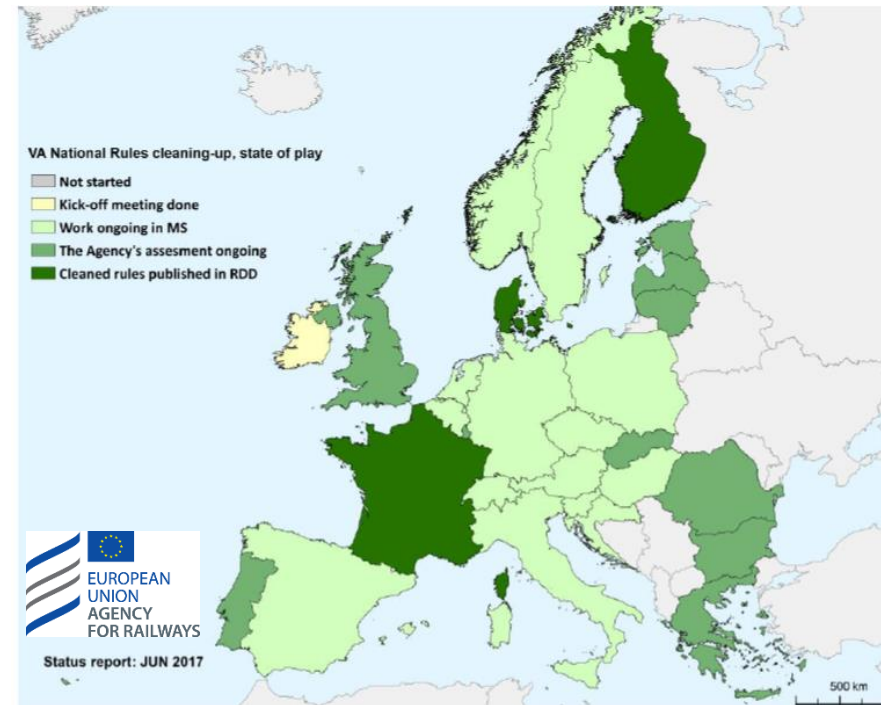 VA National Rules cleaning-up, state of play
Not started
Kick-off meeting done
Work ongoing in MS
The Agency's assesment ongoing
Cleaned rules published in RDD
EUROPEAN
UNION
AGENCY
FOR RAILWAYS
Status report: JUN 2017
500 km